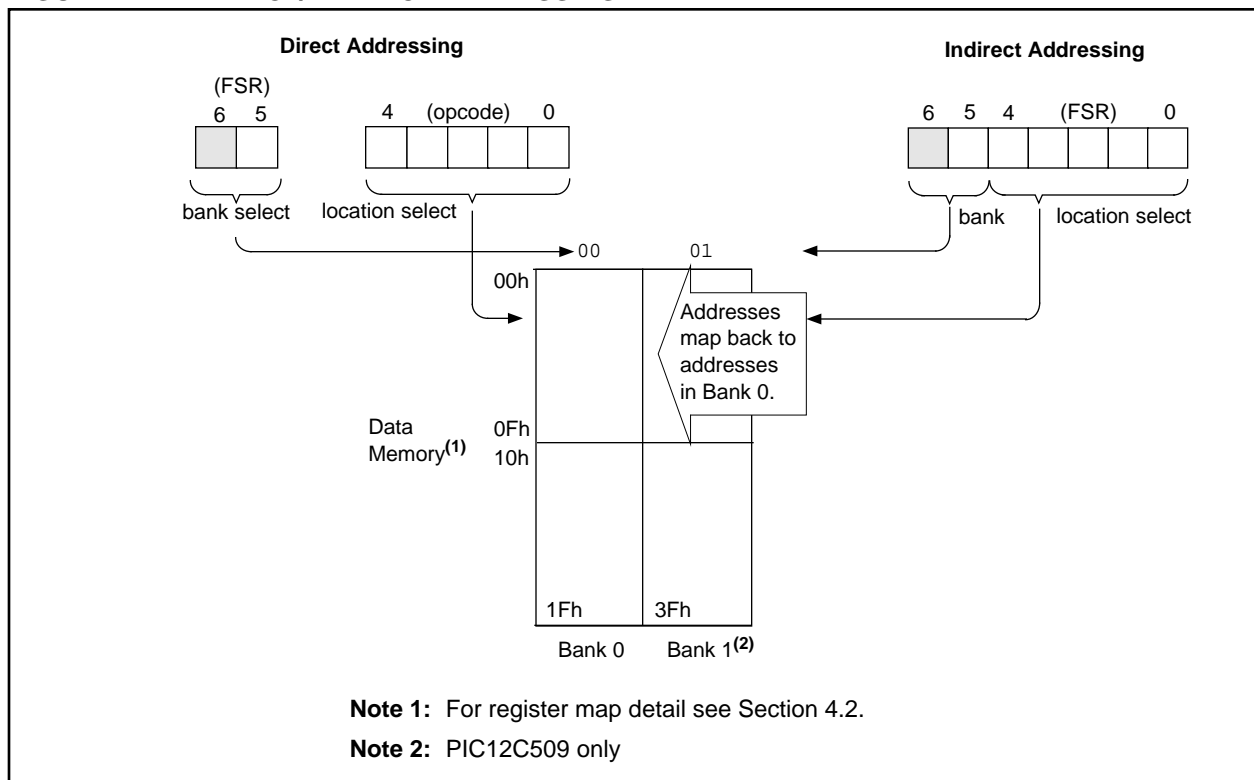 Direct Addressing
Indirect Addressing
(FSR)
6 5
4 (opcode) 0
6 5 4 (FSR) 0
bank select
location select
bank
location select
00
01
00h
Addresses
map back to
addresses
in Bank 0.
Data
Memory(1)
0Fh
10h
1Fh
3Fh
Bank 0
Bank 1(2)
Note 1: For register map detail see Section 4.2.
Note 2: PIC12C509 only